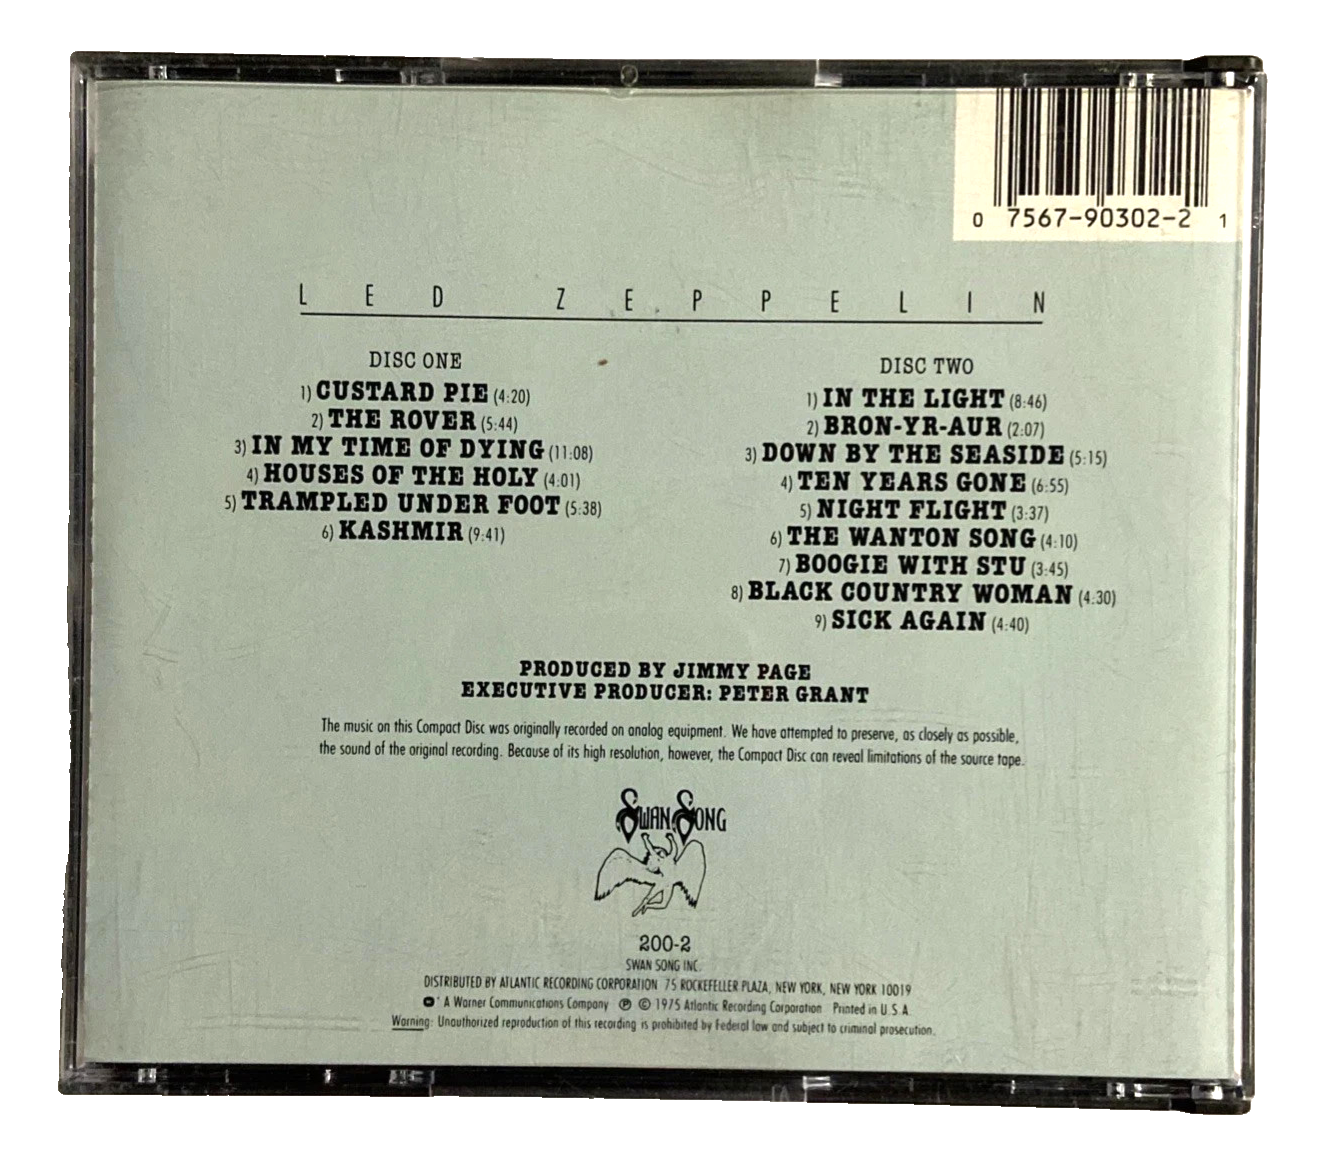 0 7567-90302-2 1
LED ZEPPELIN
DISC ONE
1) CUSTARD PIE (4:20)
2) THE ROVER (5:44)
3) IN MY TIME OF DYING (11:08)
4) HOUSES OF THE HOLY (4:01)
5) TRAMPLED UNDER FOOT (5:38)
6) KASHMIR (9:41)
DISC TWO
1) IN THE LIGHT (8:46)
2) BRON-YR-AUR (2:07)
3) DOWN BY THE SEASIDE (5:15)
4) TEN YEARS GONE (6:55)
5) NIGHT FLIGHT (3:37)
6) THE WANTON SONG (4:10)
7) BOOGIE WITH STU (3:45)
8) BLACK COUNTRY WOMAN (4:30)
9) SICK AGAIN (4:40)
PRODUCED BY JIMMY PAGE
EXECUTIVE PRODUCER: PETER GRANT
The music on this Compact Disc was originally recorded on analog equipment. We have attempted to preserve, as closely as possible,
the sound of the original recording. Because of its high resolution, however, the Compact Disc can reveal limitations of the source tape.
SWAN SONG
200-2
SWAN SONG INC.
DISTRIBUTED BY ATLANTIC RECORDING CORPORATION 75 ROCKEFELLER PLAZA, NEW YORK, NEW YORK 10019
A Warner Communications Company ℗ © 1975 Atlantic Recording Corporation Printed in U.S.A.
Warning: Unauthorized reproduction of this recording is prohibited by Federal law and subject to criminal prosecution.